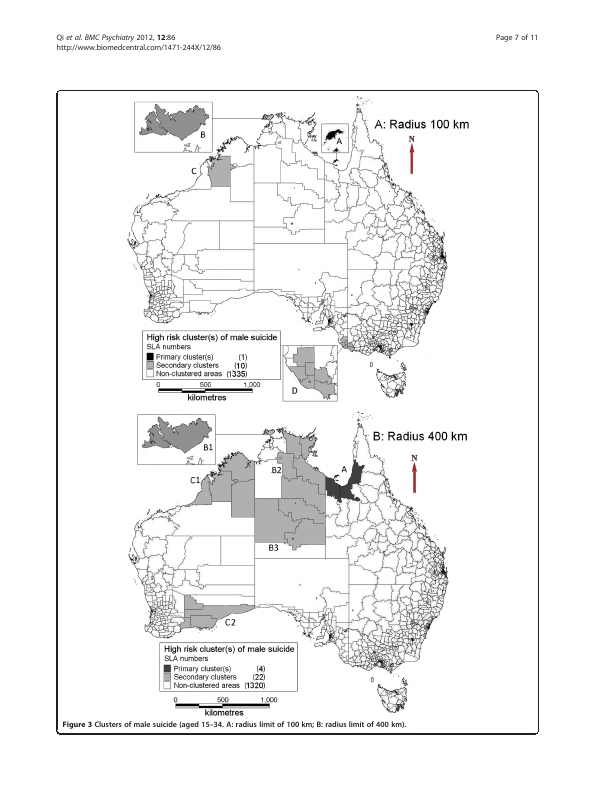 Qi et al. BMC Psychiatry 2012, 12:86
Page 7 of 11
http://www.biomedcentral.com/1471-244X/12/86
A: Radius 100 km
N
B
A
C
High risk cluster(s) of male suicide
SLA numbers
Primary cluster(s) (1)
Secondary clusters (10)
Non-clustered areas (1335)
0 500 1,000
kilometres
D
B: Radius 400 km
N
B1
B2
A
C1
B3
C2
High risk cluster(s) of male suicide
SLA numbers
Primary cluster(s) (4)
Secondary clusters (22)
Non-clustered areas (1320)
0 500 1,000
kilometres
Figure 3 Clusters of male suicide (aged 15–34. A: radius limit of 100 km; B: radius limit of 400 km).